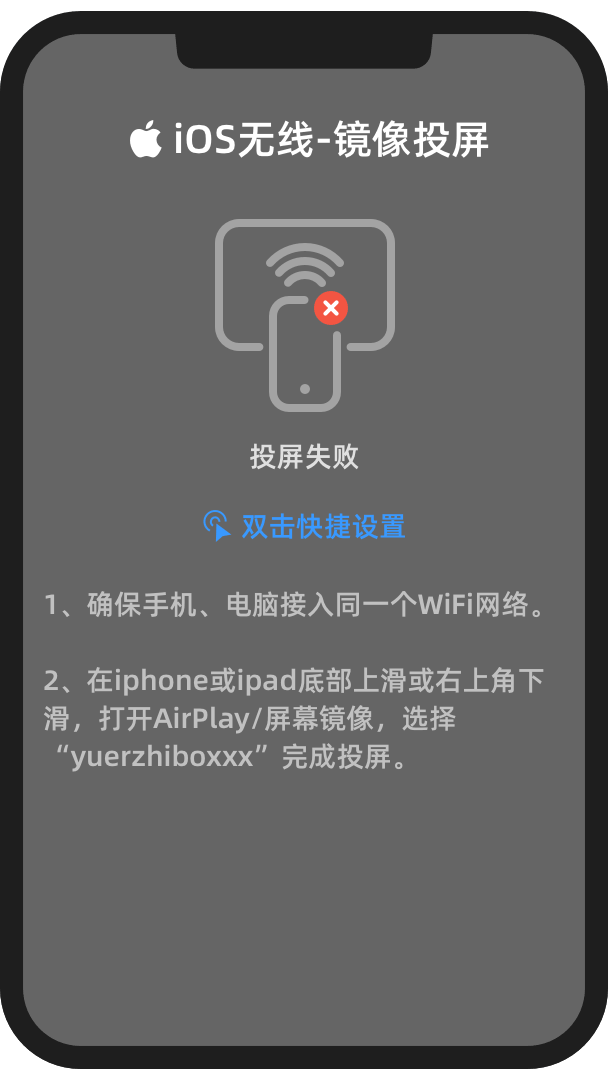 iOS无线-镜像投屏
投屏失败
双击快捷设置
1、确保手机、电脑接入同一个WiFi网络。
2、在iphone或ipad底部上滑或右上角下
滑，打开AirPlay/屏幕镜像，选择
“yuerzhiboxxx”完成投屏。